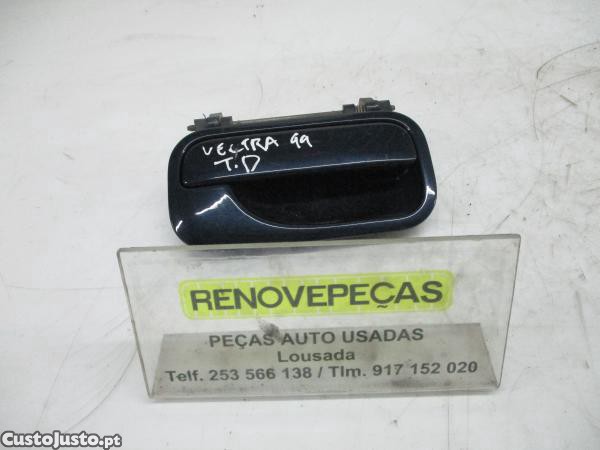 VECTRA 99
T.D
RENOVEPEÇAS
PEÇAS AUTO USADAS
Lousada
Telf. 253 566 138 / Tlm. 917 152 020
CustoJusto.pt